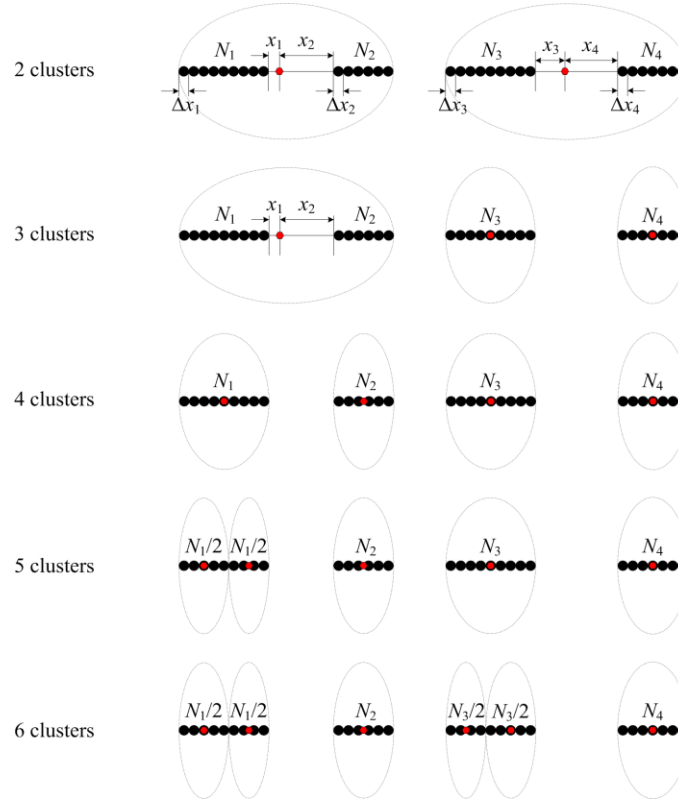 2 clusters
N₁ x₁ x₂ N₂ N₃ x₃ x₄ N₄
Δx₁ Δx₂ Δx₃ Δx₄
3 clusters
N₁ x₁ x₂ N₂ N₃ N₄
4 clusters
N₁ N₂ N₃ N₄
5 clusters
N₁/2 N₁/2 N₂ N₃ N₄
6 clusters
N₁/2 N₁/2 N₂ N₃/2 N₃/2 N₄